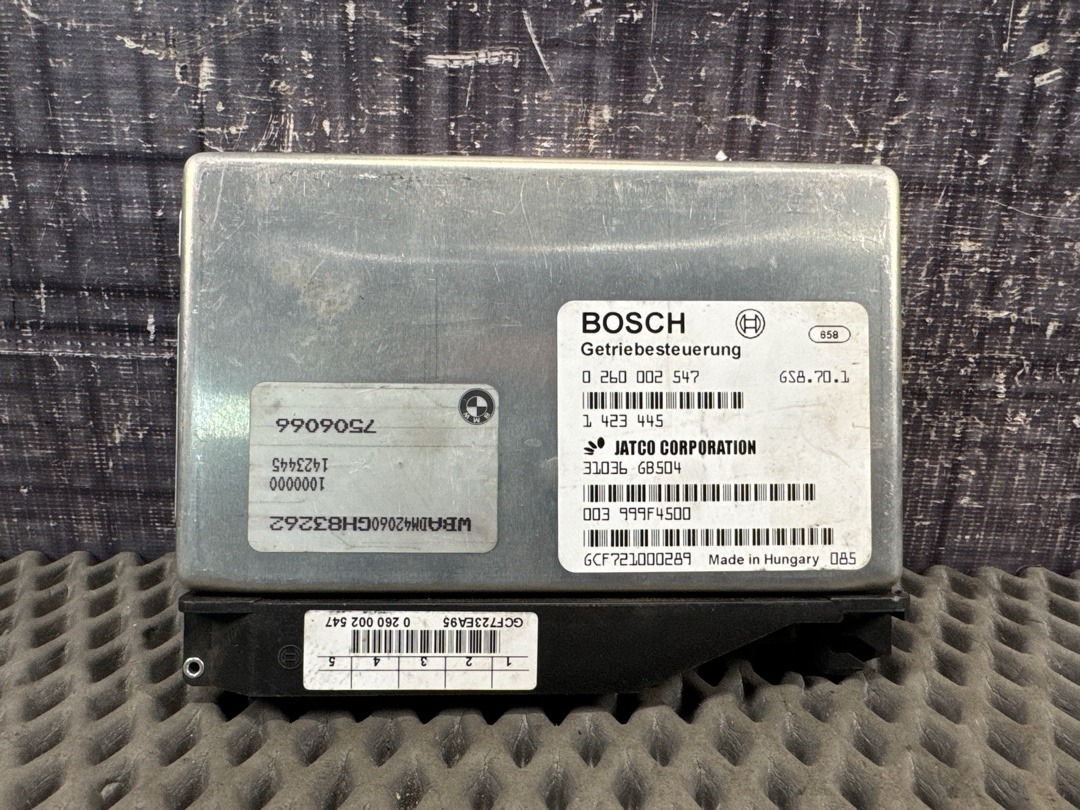 BOSCH
658
Getriebesteuerung
0 260 002 547 GS8.70.1
1 423 445
JATCO CORPORATION
31036 GB504
003 999F4500
GCF721000289 Made in Hungary 085
BMW
7506066
1423445
1000000
WBADM42060GH83262
GCF723EA95 0 260 002 547
1 2 3 4 5